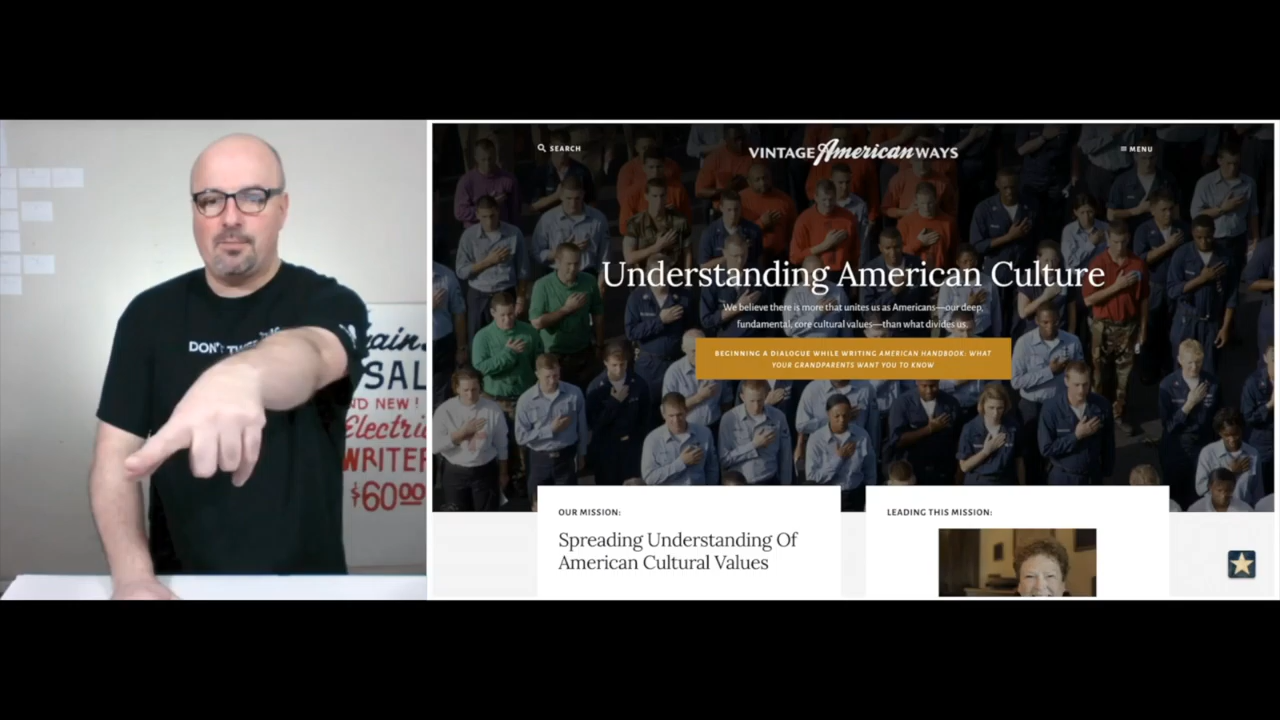 DON'T
ain
SAL
ND NEW!
Electri
WRITER
$60⁰⁰
SEARCH
VINTAGE American WAYS
MENU
Understanding American Culture
We believe there is more that unites us as Americans—our deep,
fundamental, core cultural values—than what divides us.
BEGINNING A DIALOGUE WHILE WRITING AMERICAN HANDBOOK: WHAT
YOUR GRANDPARENTS WANT YOU TO KNOW
OUR MISSION:
Spreading Understanding Of
American Cultural Values
LEADING THIS MISSION: